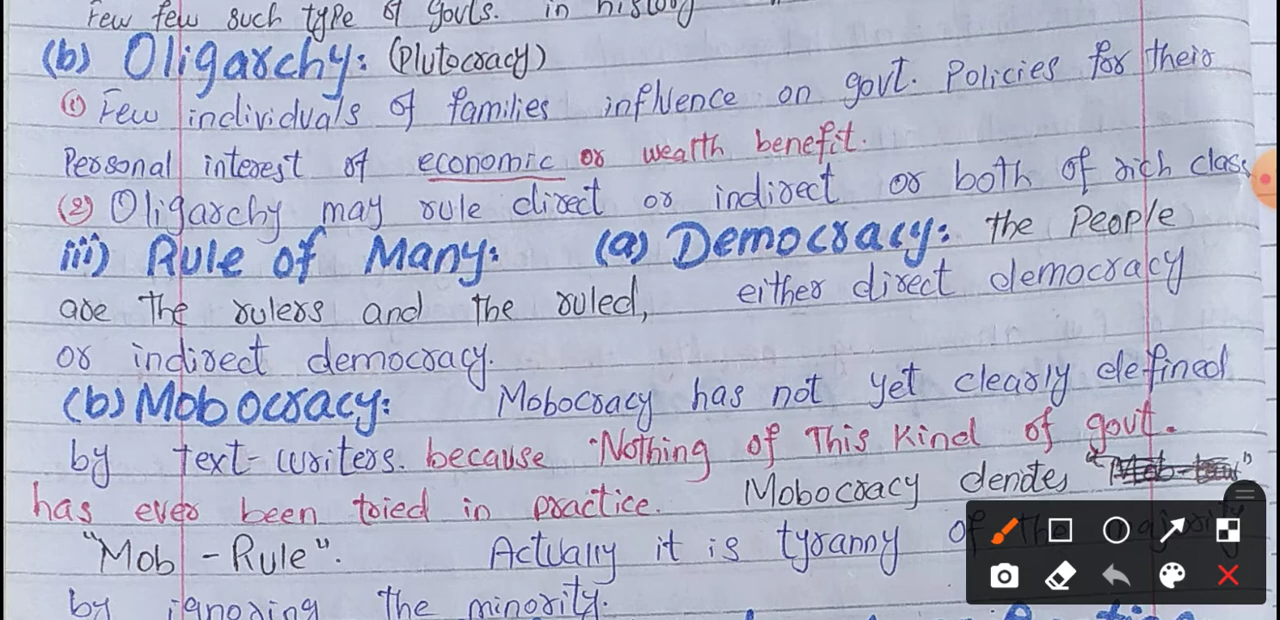 Few few such type of govts. in history
(b) Oligarchy: (Plutocracy)
(1) Few individuals of families influence on govt. Policies for their
Personal interest of economic or wealth benefit.
(2) Oligarchy may rule direct or indirect or both of rich class
iii) Rule of Many: (a) Democracy: the People
are the rulers and the ruled, either direct democracy
or indirect democracy.
(b) Mobocracy: Mobocracy has not yet clearly defined
by text-writers. because "Nothing of This Kind of govt.
has ever been tried in practice. Mobocracy denotes
"Mob-Rule". Actually it is tyranny of the majority
by ignoring the minority.